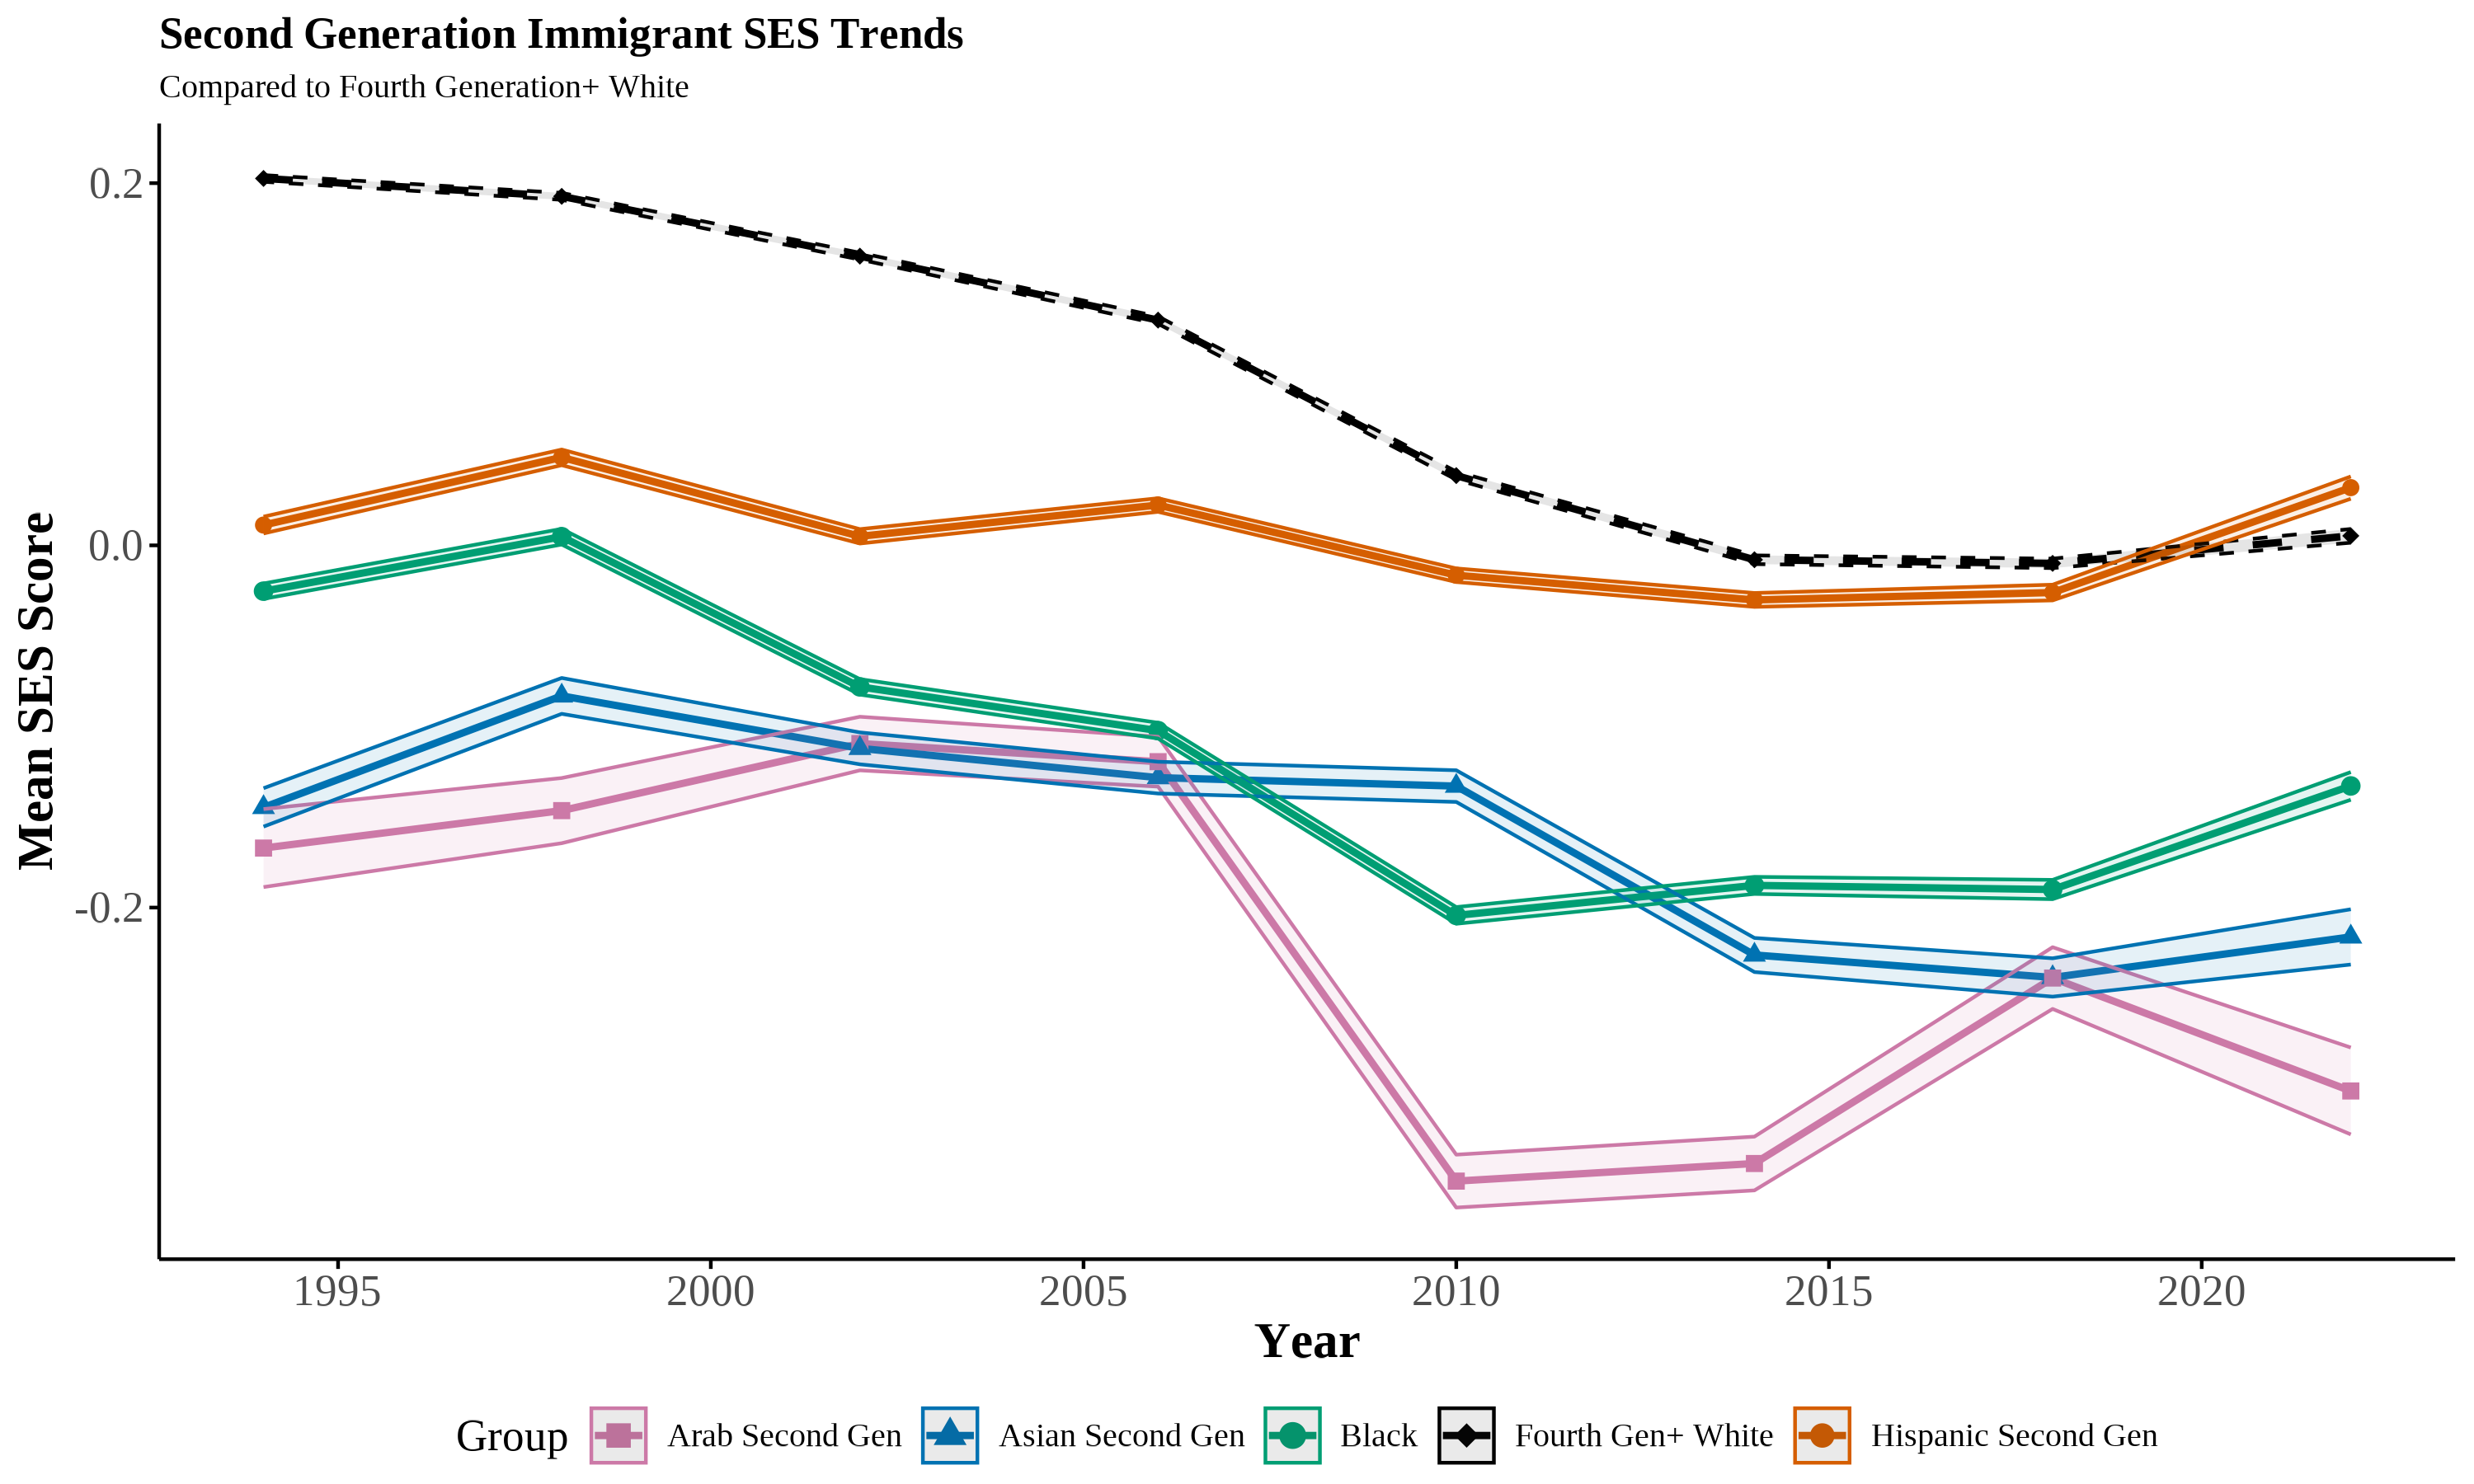 Second Generation Immigrant SES Trends
Compared to Fourth Generation+ White
Mean SES Score
0.2
0.0
-0.2
1995 2000 2005 2010 2015 2020
Year
Group Arab Second Gen Asian Second Gen Black Fourth Gen+ White Hispanic Second Gen